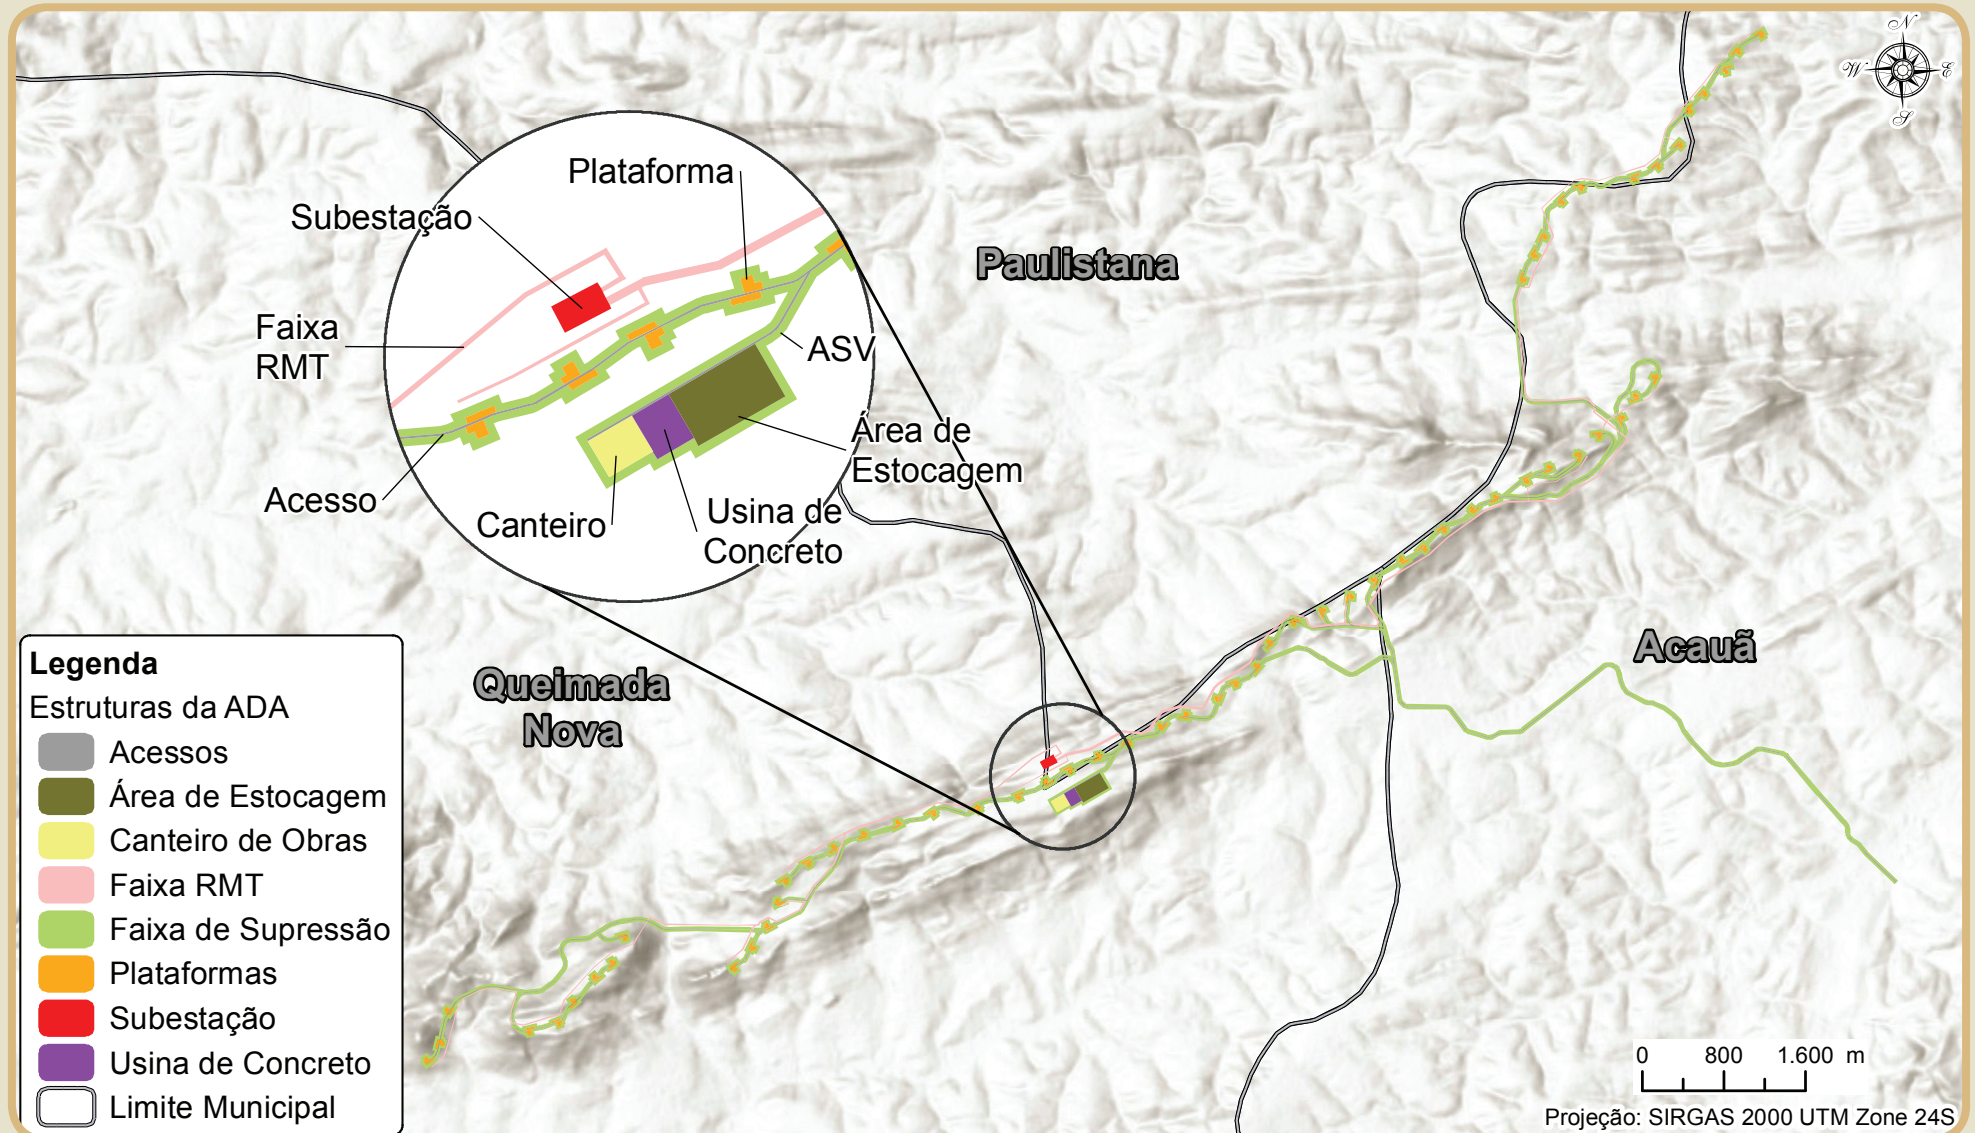 N
W
E
S
Plataforma
Subestação
Paulistana
Faixa
RMT
ASV
Área de
Estocagem
Acesso
Canteiro
Usina de
Concreto
Acauã
Queimada
Nova
Legenda
Estruturas da ADA
Acessos
Área de Estocagem
Canteiro de Obras
Faixa RMT
Faixa de Supressão
Plataformas
Subestação
Usina de Concreto
Limite Municipal
0 800 1.600 m
Projeção: SIRGAS 2000 UTM Zone 24S